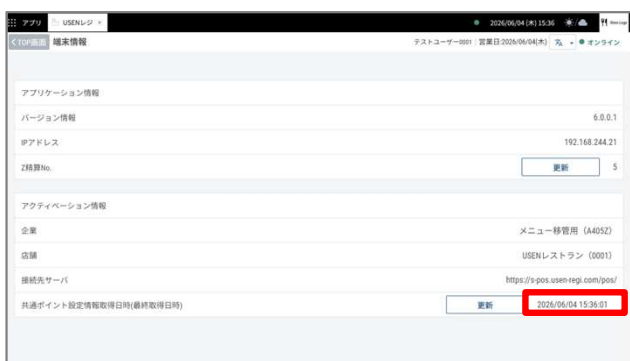 アプリ USENレジ × 2026/06/04 (木) 15:36
TOP画面 端末情報 テストユーザー0001 営業日:2026/06/04(木) オンライン
アプリケーション情報
バージョン情報 6.0.0.1
IPアドレス 192.168.244.21
Z精算No. 更新 5
アクティベーション情報
企業 メニュー移管用（A405Z）
店舗 USENレストラン（0001）
接続先サーバ https://s-pos.usen-regi.com/pos/
共通ポイント設定情報取得日時(最終取得日時) 更新 2026/06/04 15:36:01